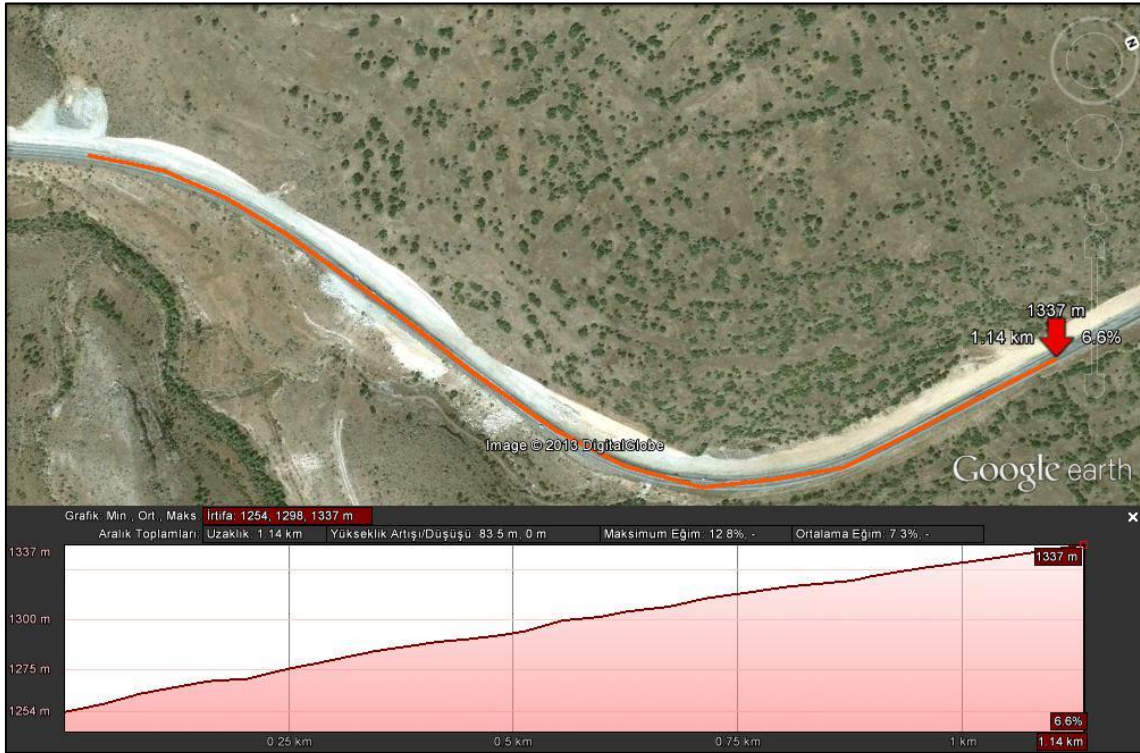 N
1337 m
1.14 km 6.6%
Image © 2013 DigitalGlobe
Google earth
Grafik: Min., Ort., Maks. İrtifa: 1254, 1298, 1337 m
Aralık Toplamları: Uzaklık: 1.14 km Yükseklik Artışı/Düşüşü: 83.5 m, 0 m Maksimum Eğim: 12.8%, - Ortalama Eğim: 7.3%, -
1337 m
1337 m
1300 m
1275 m
1254 m
6.6%
0.25 km 0.5 km 0.75 km 1 km 1.14 km